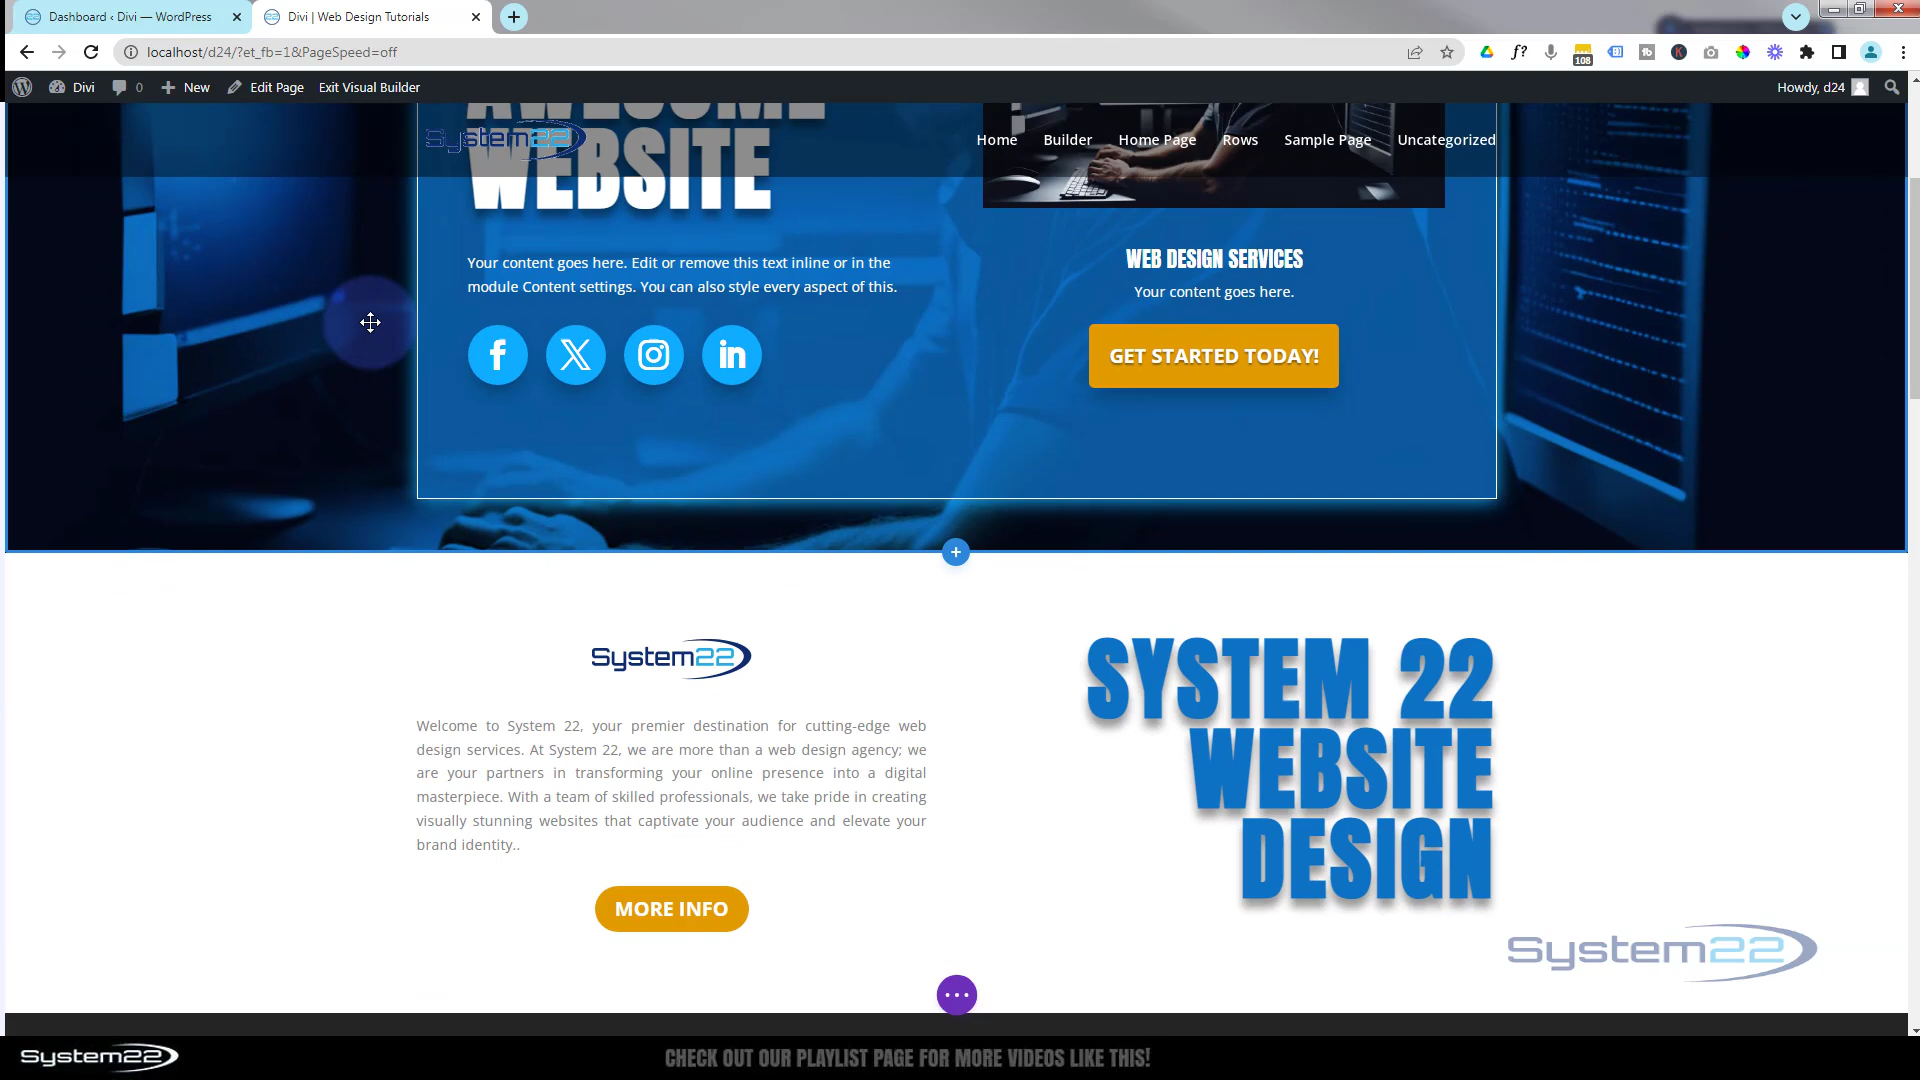 Dashboard ‹ Divi — WordPress
Divi | Web Design Tutorials
localhost/d24/?et_fb=1&PageSpeed=off
108
Divi
0
New
Edit Page
Exit Visual Builder
Howdy, d24
System22
Home
Builder
Home Page
Rows
Sample Page
Uncategorized
AWESOME
WEBSITE
Your content goes here. Edit or remove this text inline or in the
module Content settings. You can also style every aspect of this.
WEB DESIGN SERVICES
Your content goes here.
GET STARTED TODAY!
System22
Welcome to System 22, your premier destination for cutting-edge web
design services. At System 22, we are more than a web design agency; we
are your partners in transforming your online presence into a digital
masterpiece. With a team of skilled professionals, we take pride in creating
visually stunning websites that captivate your audience and elevate your
brand identity..
MORE INFO
SYSTEM 22
WEBSITE
DESIGN
System22
System22
CHECK OUT OUR PLAYLIST PAGE FOR MORE VIDEOS LIKE THIS!